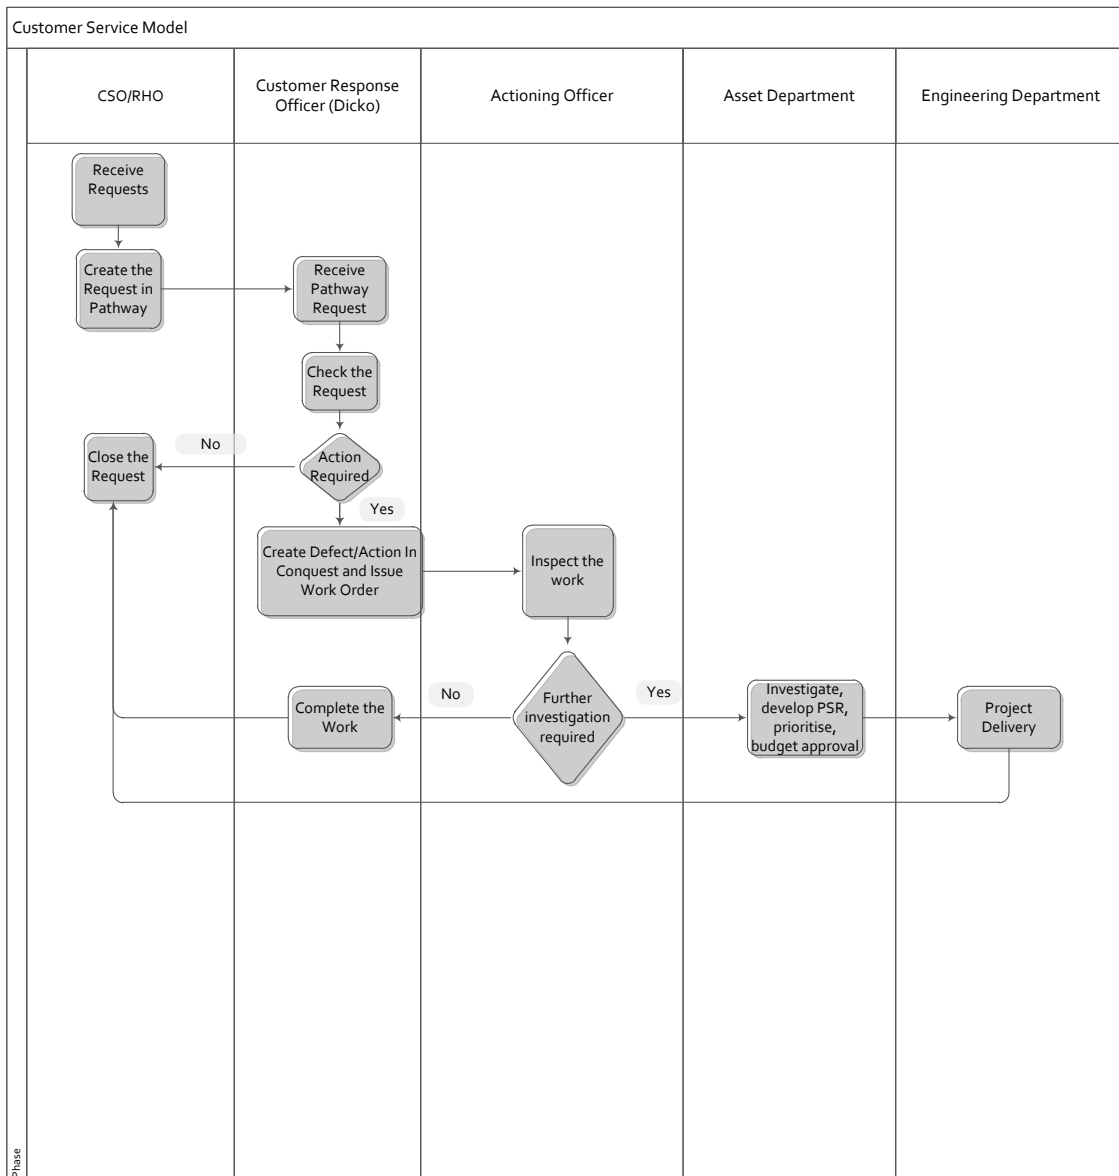 Customer Service Model
CSO/RHO
Customer Response
Officer (Dicko)
Actioning Officer
Asset Department
Engineering Department
Receive
Requests
Create the
Request in
Pathway
Receive
Pathway
Request
Check the
Request
Action
Required
No
Close the
Request
Yes
Create Defect/Action In
Conquest and Issue
Work Order
Inspect the
work
Further
investigation
required
No
Complete the
Work
Yes
Investigate,
develop PSR,
prioritise,
budget approval
Project
Delivery
Phase